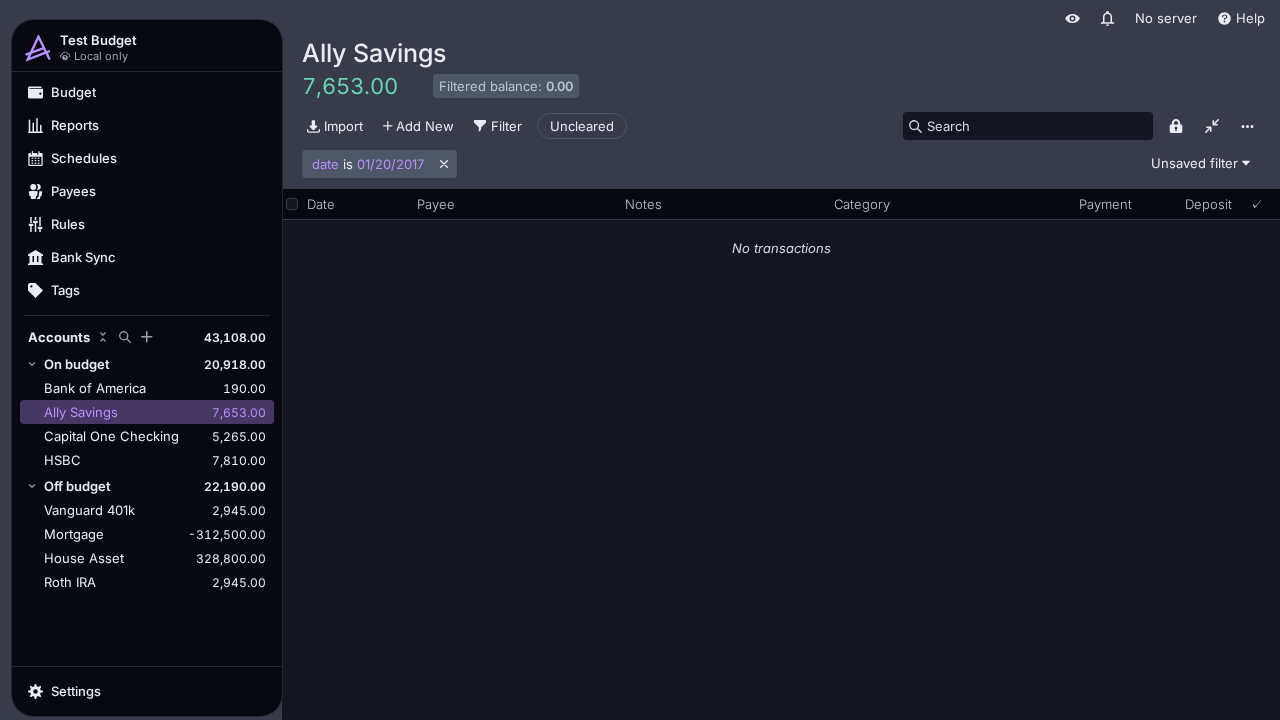 Test Budget
Local only
Budget
Reports
Schedules
Payees
Rules
Bank Sync
Tags
Accounts 43,108.00
On budget 20,918.00
Bank of America 190.00
Ally Savings 7,653.00
Capital One Checking 5,265.00
HSBC 7,810.00
Off budget 22,190.00
Vanguard 401k 2,945.00
Mortgage -312,500.00
House Asset 328,800.00
Roth IRA 2,945.00
Settings
No server Help
Ally Savings
7,653.00 Filtered balance: 0.00
Import Add New Filter Uncleared Search
date is 01/20/2017 Unsaved filter
Date Payee Notes Category Payment Deposit ✓
No transactions